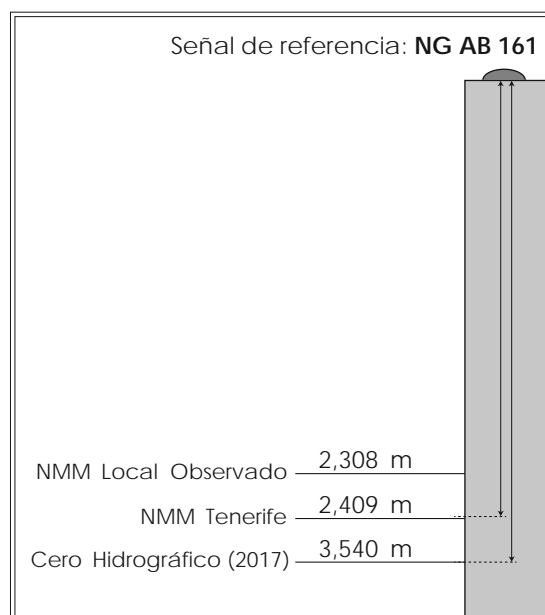 Señal de referencia: NG AB 161
NMM Local Observado 2,308 m
NMM Tenerife 2,409 m
Cero Hidrográfico (2017) 3,540 m